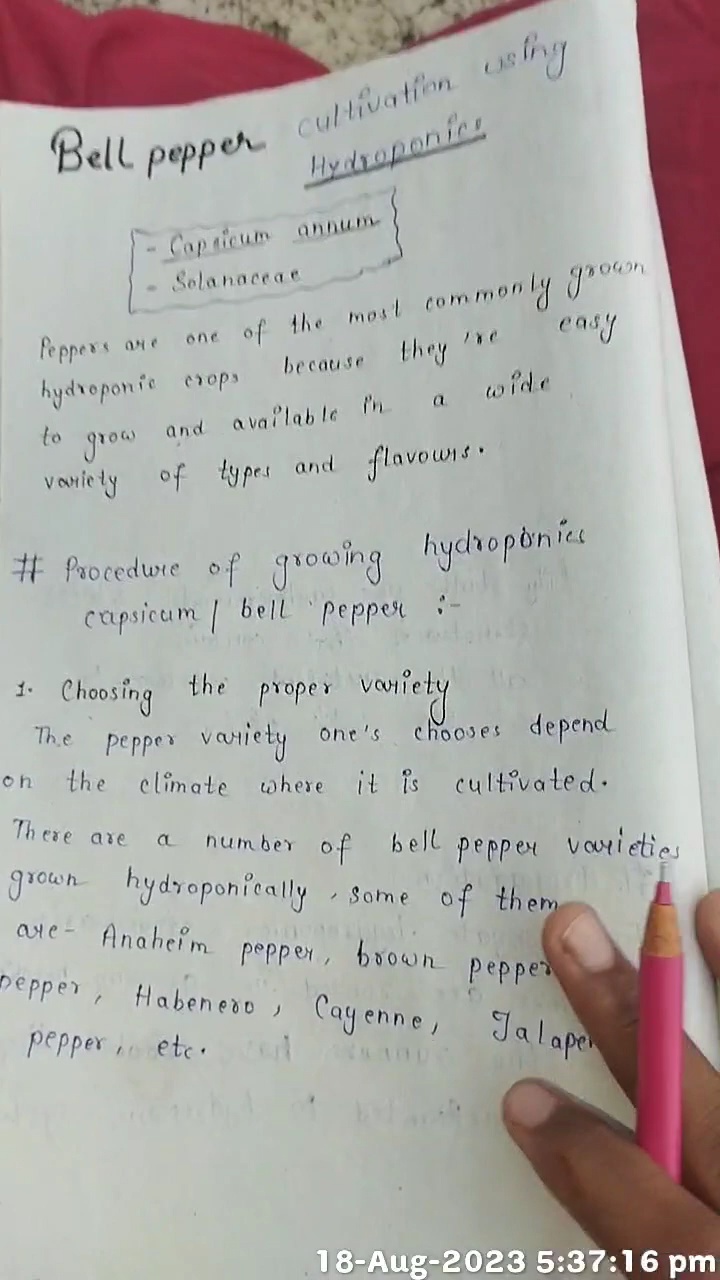 Bell pepper cultivation using
Hydroponics
- Capsicum annum
- Solanaceae
Peppers are one of the most commonly grown
hydroponic crops because they're easy
to grow and available in a wide
variety of types and flavours.
# Procedure of growing hydroponics
capsicum / bell pepper :-
1. Choosing the proper variety
The pepper variety one's chooses depend
on the climate where it is cultivated.
There are a number of bell pepper varieties
grown hydroponically, some of them
are - Anaheim pepper, brown pepper
pepper, Habenero, Cayenne,
pepper, etc.
18-Aug-2023 5:37:16 pm